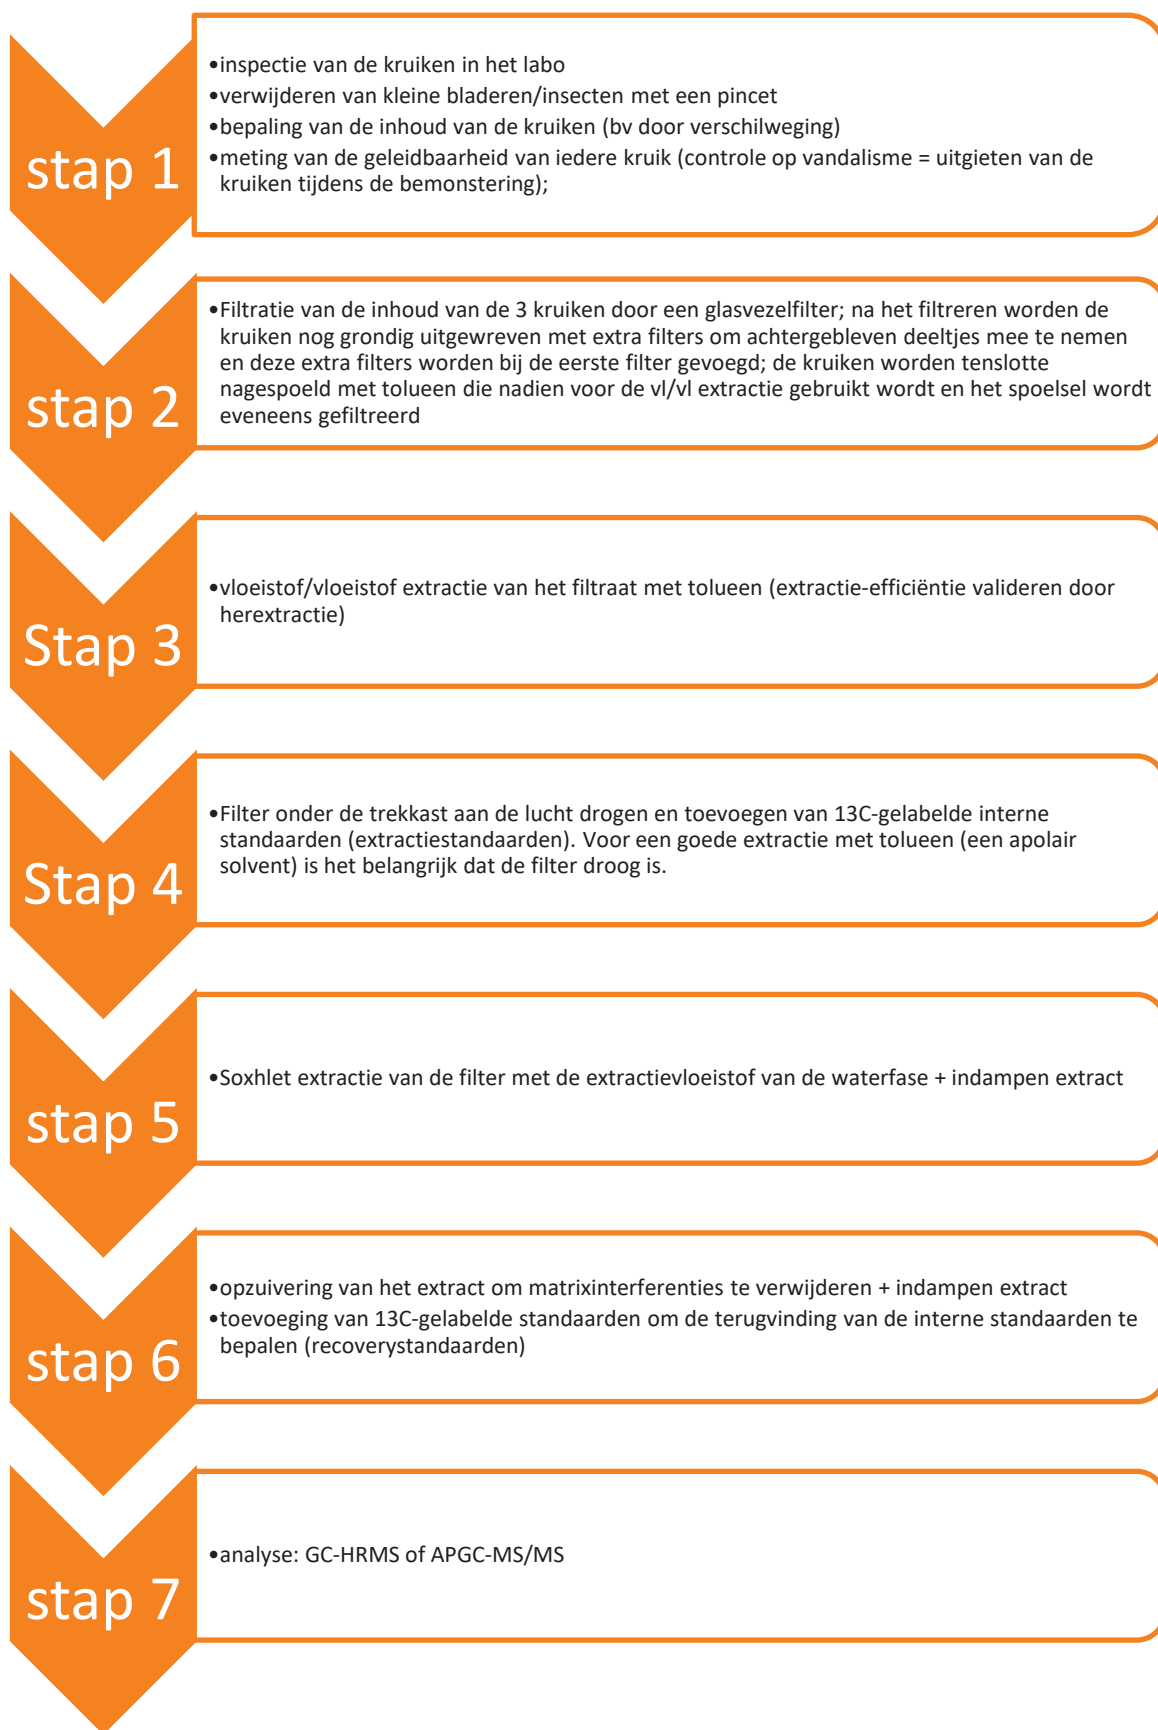 stap 1
•inspectie van de kruiken in het labo
•verwijderen van kleine bladeren/insecten met een pincet
•bepaling van de inhoud van de kruiken (bv door verschilweging)
•meting van de geleidbaarheid van iedere kruik (controle op vandalisme = uitgieten van de
kruiken tijdens de bemonstering);
stap 2
•Filtratie van de inhoud van de 3 kruiken door een glasvezelfilter; na het filtreren worden de
kruiken nog grondig uitgewreven met extra filters om achtergebleven deeltjes mee te nemen
en deze extra filters worden bij de eerste filter gevoegd; de kruiken worden tenslotte
nagespoeld met tolueen die nadien voor de vl/vl extractie gebruikt wordt en het spoelsel wordt
eveneens gefiltreerd
Stap 3
•vloeistof/vloeistof extractie van het filtraat met tolueen (extractie-efficiëntie valideren door
herextractie)
Stap 4
•Filter onder de trekkast aan de lucht drogen en toevoegen van 13C-gelabelde interne
standaarden (extractiestandaarden). Voor een goede extractie met tolueen (een apolair
solvent) is het belangrijk dat de filter droog is.
stap 5
•Soxhlet extractie van de filter met de extractievloeistof van de waterfase + indampen extract
stap 6
•opzuivering van het extract om matrixinterferenties te verwijderen + indampen extract
•toevoeging van 13C-gelabelde standaarden om de terugvinding van de interne standaarden te
bepalen (recoverystandaarden)
stap 7
•analyse: GC-HRMS of APGC-MS/MS